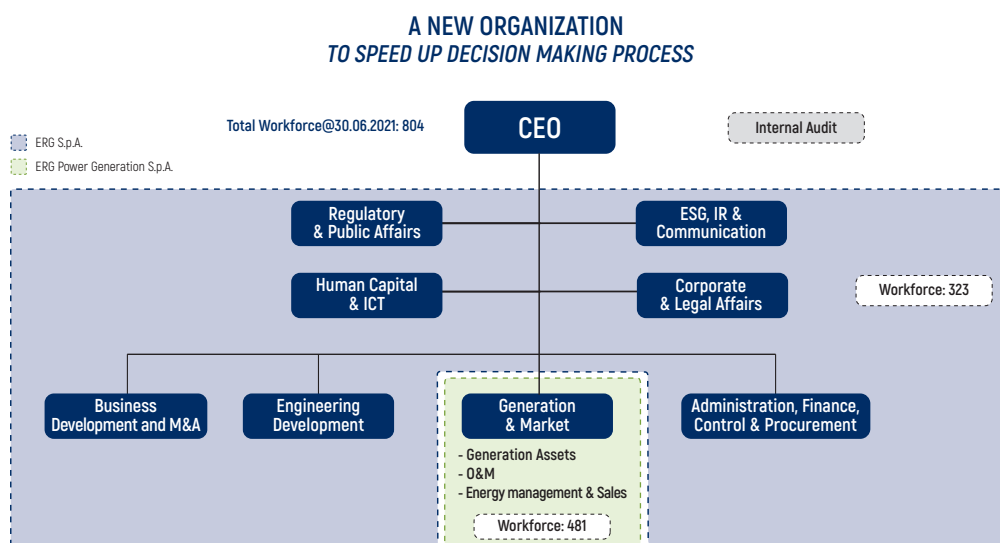 A NEW ORGANIZATION
TO SPEED UP DECISION MAKING PROCESS
Total Workforce@30.06.2021: 804
CEO
Internal Audit
ERG S.p.A.
ERG Power Generation S.p.A.
Regulatory
& Public Affairs
ESG, IR &
Communication
Human Capital
& ICT
Corporate
& Legal Affairs
Workforce: 323
Business
Development and M&A
Engineering
Development
Generation
& Market
Administration, Finance,
Control & Procurement
- Generation Assets
- O&M
- Energy management & Sales
Workforce: 481